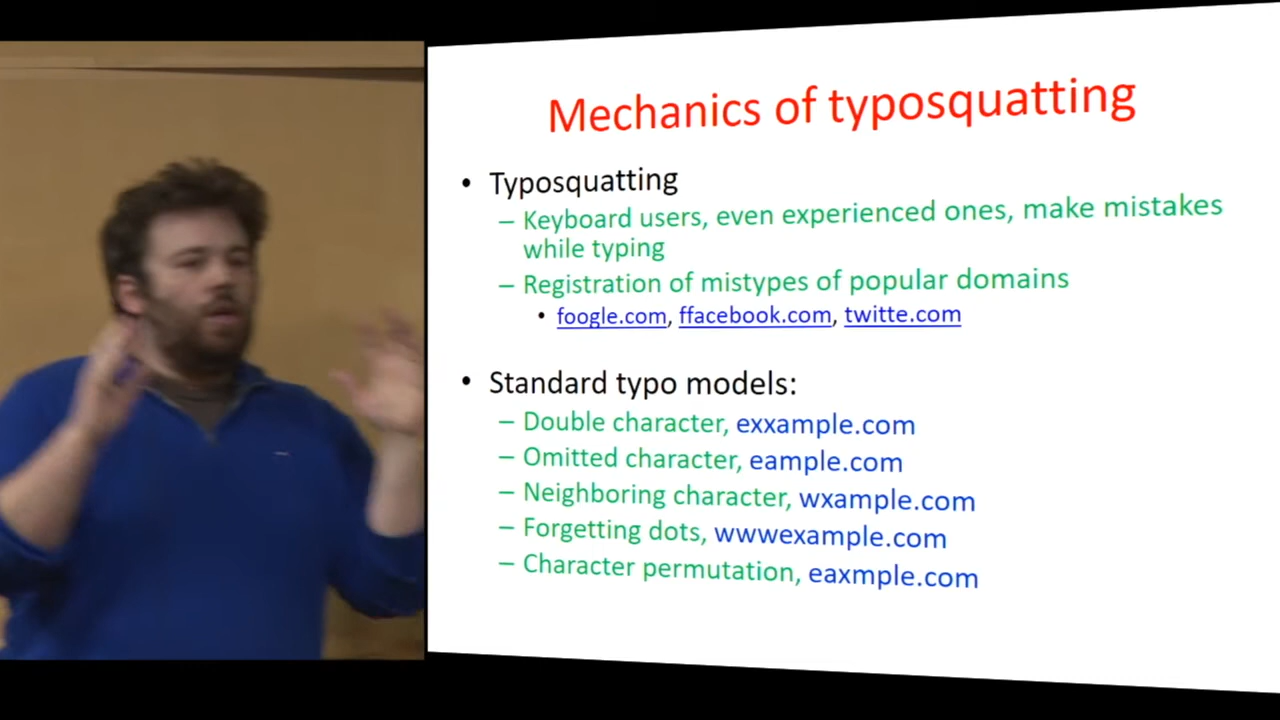 Mechanics of typosquatting
• Typosquatting
– Keyboard users, even experienced ones, make mistakes
while typing
– Registration of mistypes of popular domains
• foogle.com, ffacebook.com, twitte.com
• Standard typo models:
– Double character, exxample.com
– Omitted character, eample.com
– Neighboring character, wxample.com
– Forgetting dots, wwwexample.com
– Character permutation, eaxmple.com